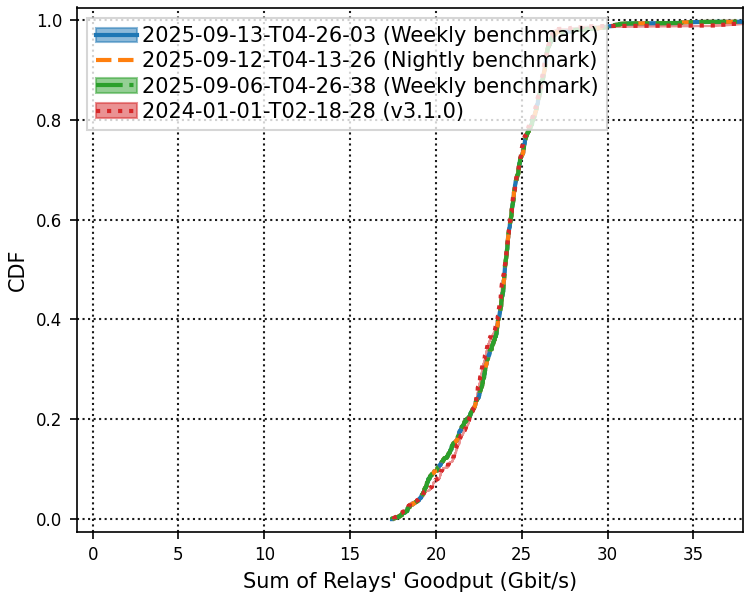 2025-09-13-T04-26-03 (Weekly benchmark)
2025-09-12-T04-13-26 (Nightly benchmark)
2025-09-06-T04-26-38 (Weekly benchmark)
2024-01-01-T02-18-28 (v3.1.0)
1.0
0.8
0.6
0.4
0.2
0.0
CDF
0 5 10 15 20 25 30 35
Sum of Relays' Goodput (Gbit/s)